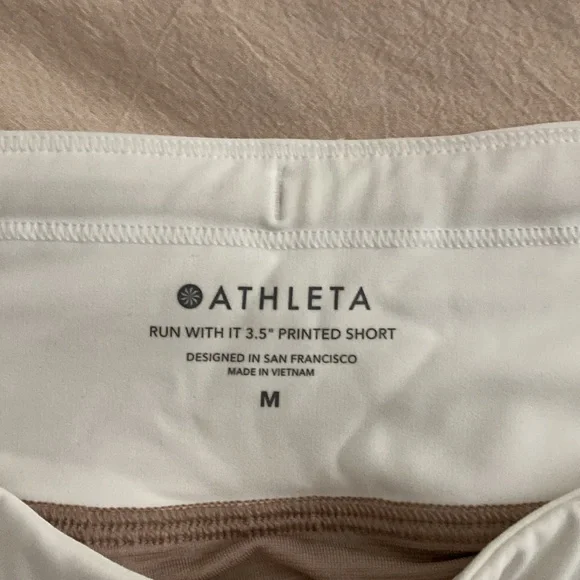 ATHLETA
RUN WITH IT 3.5" PRINTED SHORT
DESIGNED IN SAN FRANCISCO
MADE IN VIETNAM
M